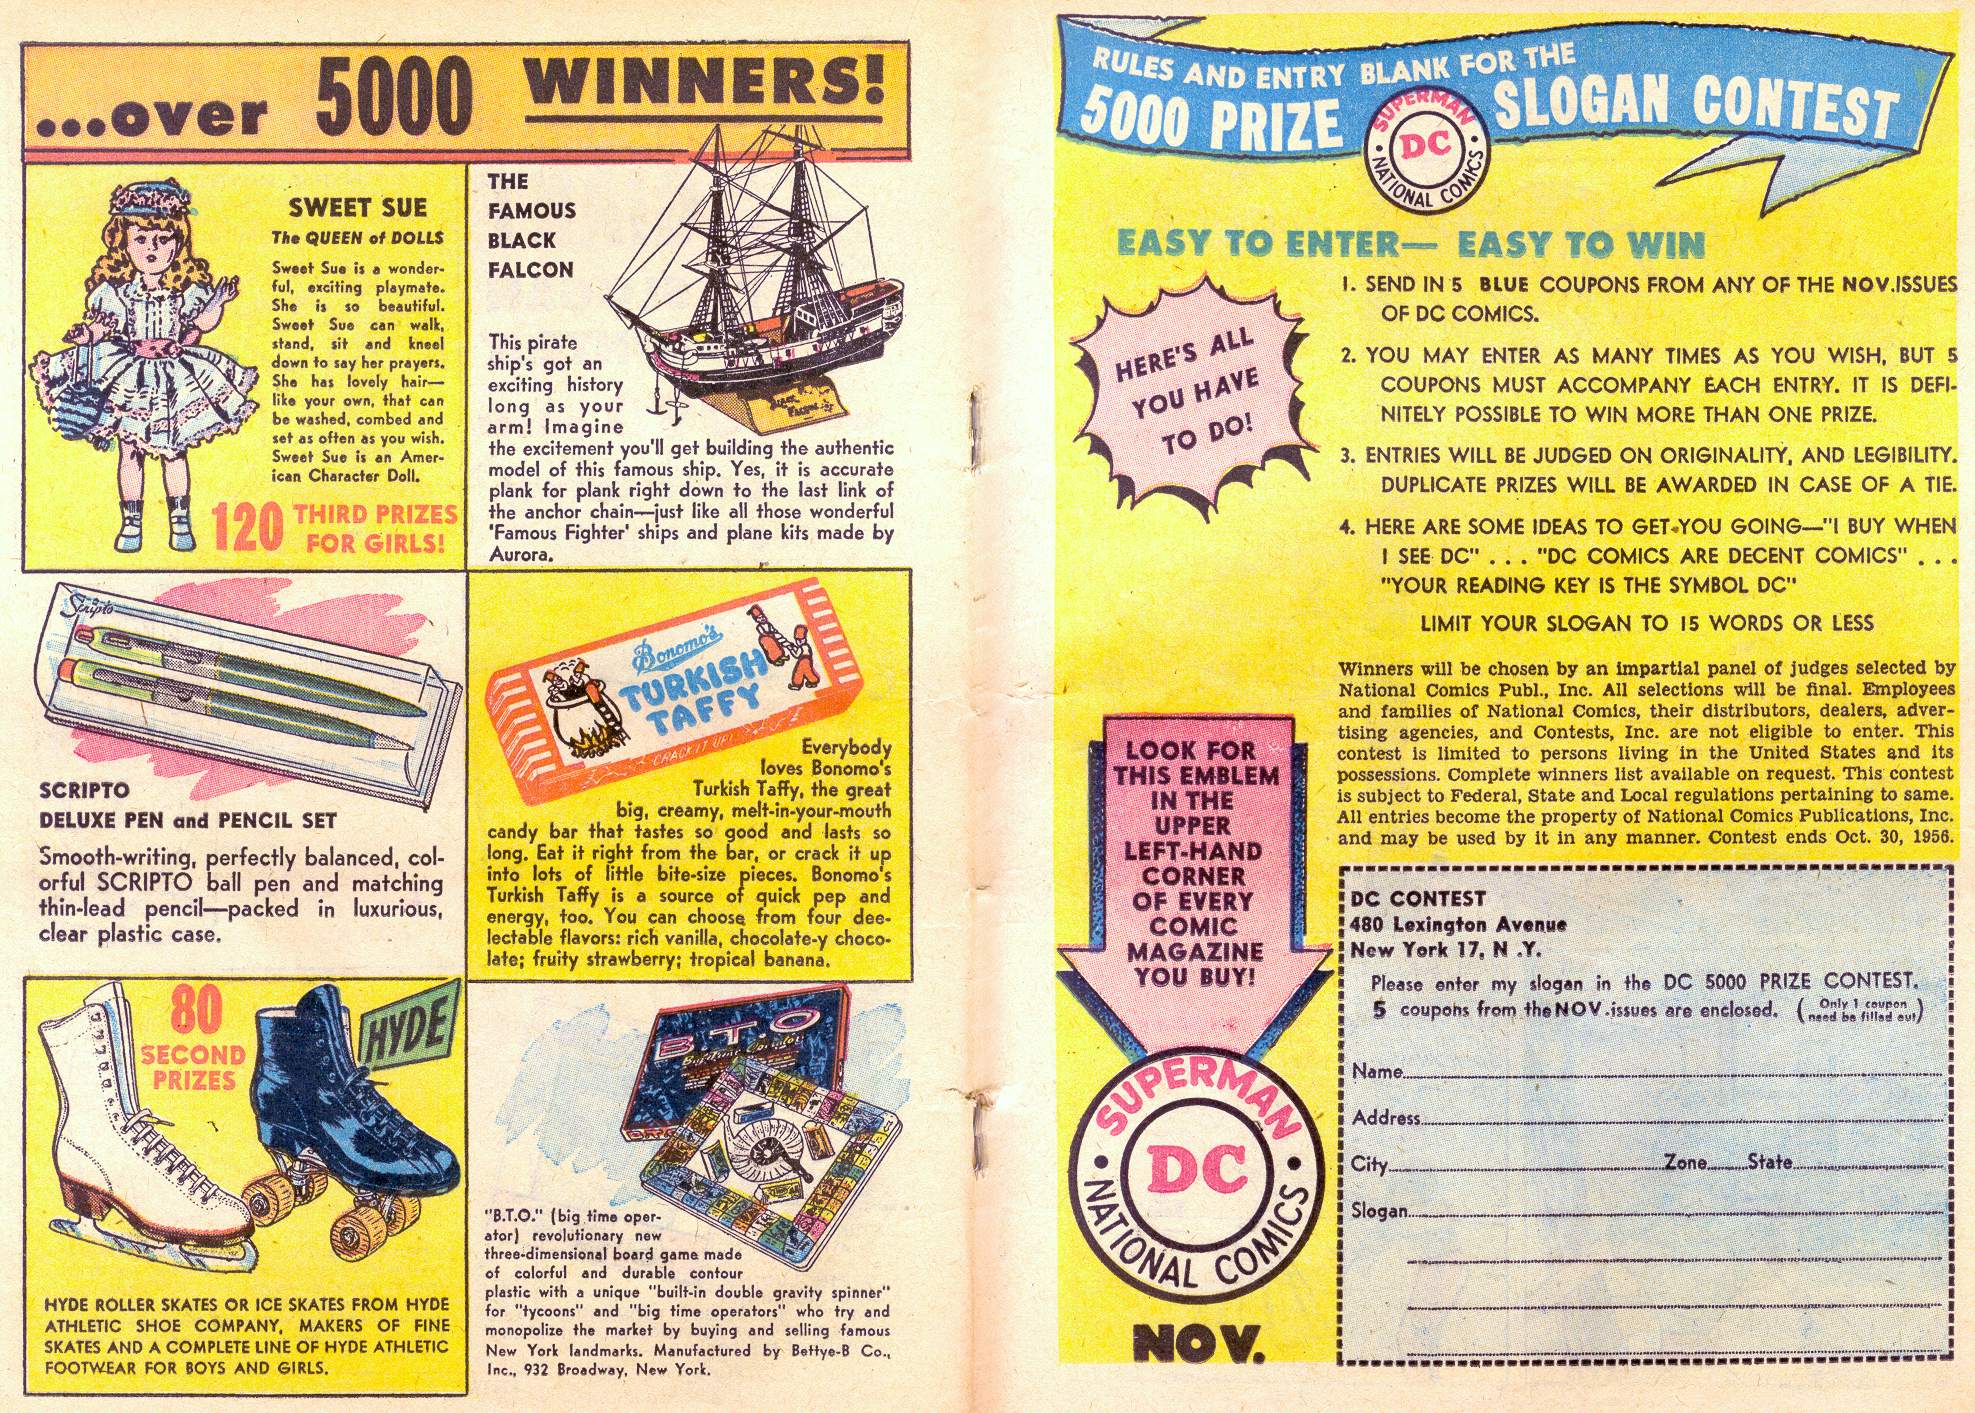 ...over 5000 WINNERS!
SWEET SUE
The QUEEN of DOLLS
Sweet Sue is a wonder-
ful, exciting playmate.
She is so beautiful.
Sweet Sue can walk,
stand, sit and kneel
down to say her prayers.
She has lovely hair—
like your own, that can
be washed, combed and
set as often as you wish.
Sweet Sue is an Amer-
ican Character Doll.
120 THIRD PRIZES
FOR GIRLS!
THE
FAMOUS
BLACK
FALCON
This pirate
ship's got an
exciting history
long as your
arm! Imagine
the excitement you'll get building the authentic
model of this famous ship. Yes, it is accurate
plank for plank right down to the last link of
the anchor chain—just like all those wonderful
'Famous Fighter' ships and plane kits made by
Aurora.
Black
Falcon
Scripto
SCRIPTO
DELUXE PEN and PENCIL SET
Smooth-writing, perfectly balanced, col-
orful SCRIPTO ball pen and matching
thin-lead pencil—packed in luxurious,
clear plastic case.
Bonomo's
TURKISH
TAFFY
CRACK IT UP!
Everybody
loves Bonomo's
Turkish Taffy, the great
big, creamy, melt-in-your-mouth
candy bar that tastes so good and lasts so
long. Eat it right from the bar, or crack it up
into lots of little bite-size pieces. Bonomo's
Turkish Taffy is a source of quick pep and
energy, too. You can choose from four dee-
lectable flavors: rich vanilla, chocolate-y choco-
late; fruity strawberry; tropical banana.
80
SECOND
PRIZES
HYDE
HYDE ROLLER SKATES OR ICE SKATES FROM HYDE
ATHLETIC SHOE COMPANY, MAKERS OF FINE
SKATES AND A COMPLETE LINE OF HYDE ATHLETIC
FOOTWEAR FOR BOYS AND GIRLS.
B·T·O
Big Time Operator
"B.T.O." (big time oper-
ator) revolutionary new
three-dimensional board game made
of colorful and durable contour
plastic with a unique "built-in double gravity spinner"
for "tycoons" and "big time operators" who try and
monopolize the market by buying and selling famous
New York landmarks. Manufactured by Bettye-B Co.,
Inc., 932 Broadway, New York.
RULES AND ENTRY BLANK FOR THE
5000 PRIZE SLOGAN CONTEST
SUPERMAN
DC
NATIONAL COMICS
EASY TO ENTER— EASY TO WIN
HERE'S ALL
YOU HAVE
TO DO!
1. SEND IN 5 BLUE COUPONS FROM ANY OF THE NOV.ISSUES
OF DC COMICS.
2. YOU MAY ENTER AS MANY TIMES AS YOU WISH, BUT 5
COUPONS MUST ACCOMPANY EACH ENTRY. IT IS DEFI-
NITELY POSSIBLE TO WIN MORE THAN ONE PRIZE.
3. ENTRIES WILL BE JUDGED ON ORIGINALITY, AND LEGIBILITY.
DUPLICATE PRIZES WILL BE AWARDED IN CASE OF A TIE.
4. HERE ARE SOME IDEAS TO GET YOU GOING—"I BUY WHEN
I SEE DC" . . . "DC COMICS ARE DECENT COMICS" . . .
"YOUR READING KEY IS THE SYMBOL DC"
LIMIT YOUR SLOGAN TO 15 WORDS OR LESS
Winners will be chosen by an impartial panel of judges selected by
National Comics Publ., Inc. All selections will be final. Employees
and families of National Comics, their distributors, dealers, adver-
tising agencies, and Contests, Inc. are not eligible to enter. This
contest is limited to persons living in the United States and its
possessions. Complete winners list available on request. This contest
is subject to Federal, State and Local regulations pertaining to same.
All entries become the property of National Comics Publications, Inc.
and may be used by it in any manner. Contest ends Oct. 30, 1956.
LOOK FOR
THIS EMBLEM
IN THE
UPPER
LEFT-HAND
CORNER
OF EVERY
COMIC
MAGAZINE
YOU BUY!
SUPERMAN
DC
NATIONAL COMICS
NOV.
DC CONTEST
480 Lexington Avenue
New York 17, N .Y.
Please enter my slogan in the DC 5000 PRIZE CONTEST.
5 coupons from the NOV. issues are enclosed. (Only 1 coupon
need be filled out)
Name
Address
City Zone State
Slogan